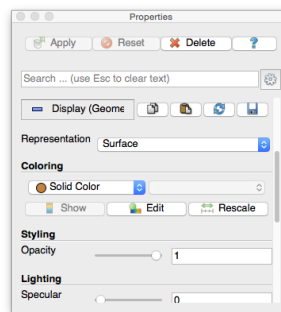 Properties
Apply Reset Delete ?
Search ... (use Esc to clear text)
Display (Geome
Representation Surface
Coloring
Solid Color
Show Edit Rescale
Styling
Opacity 1
Lighting
Specular 0